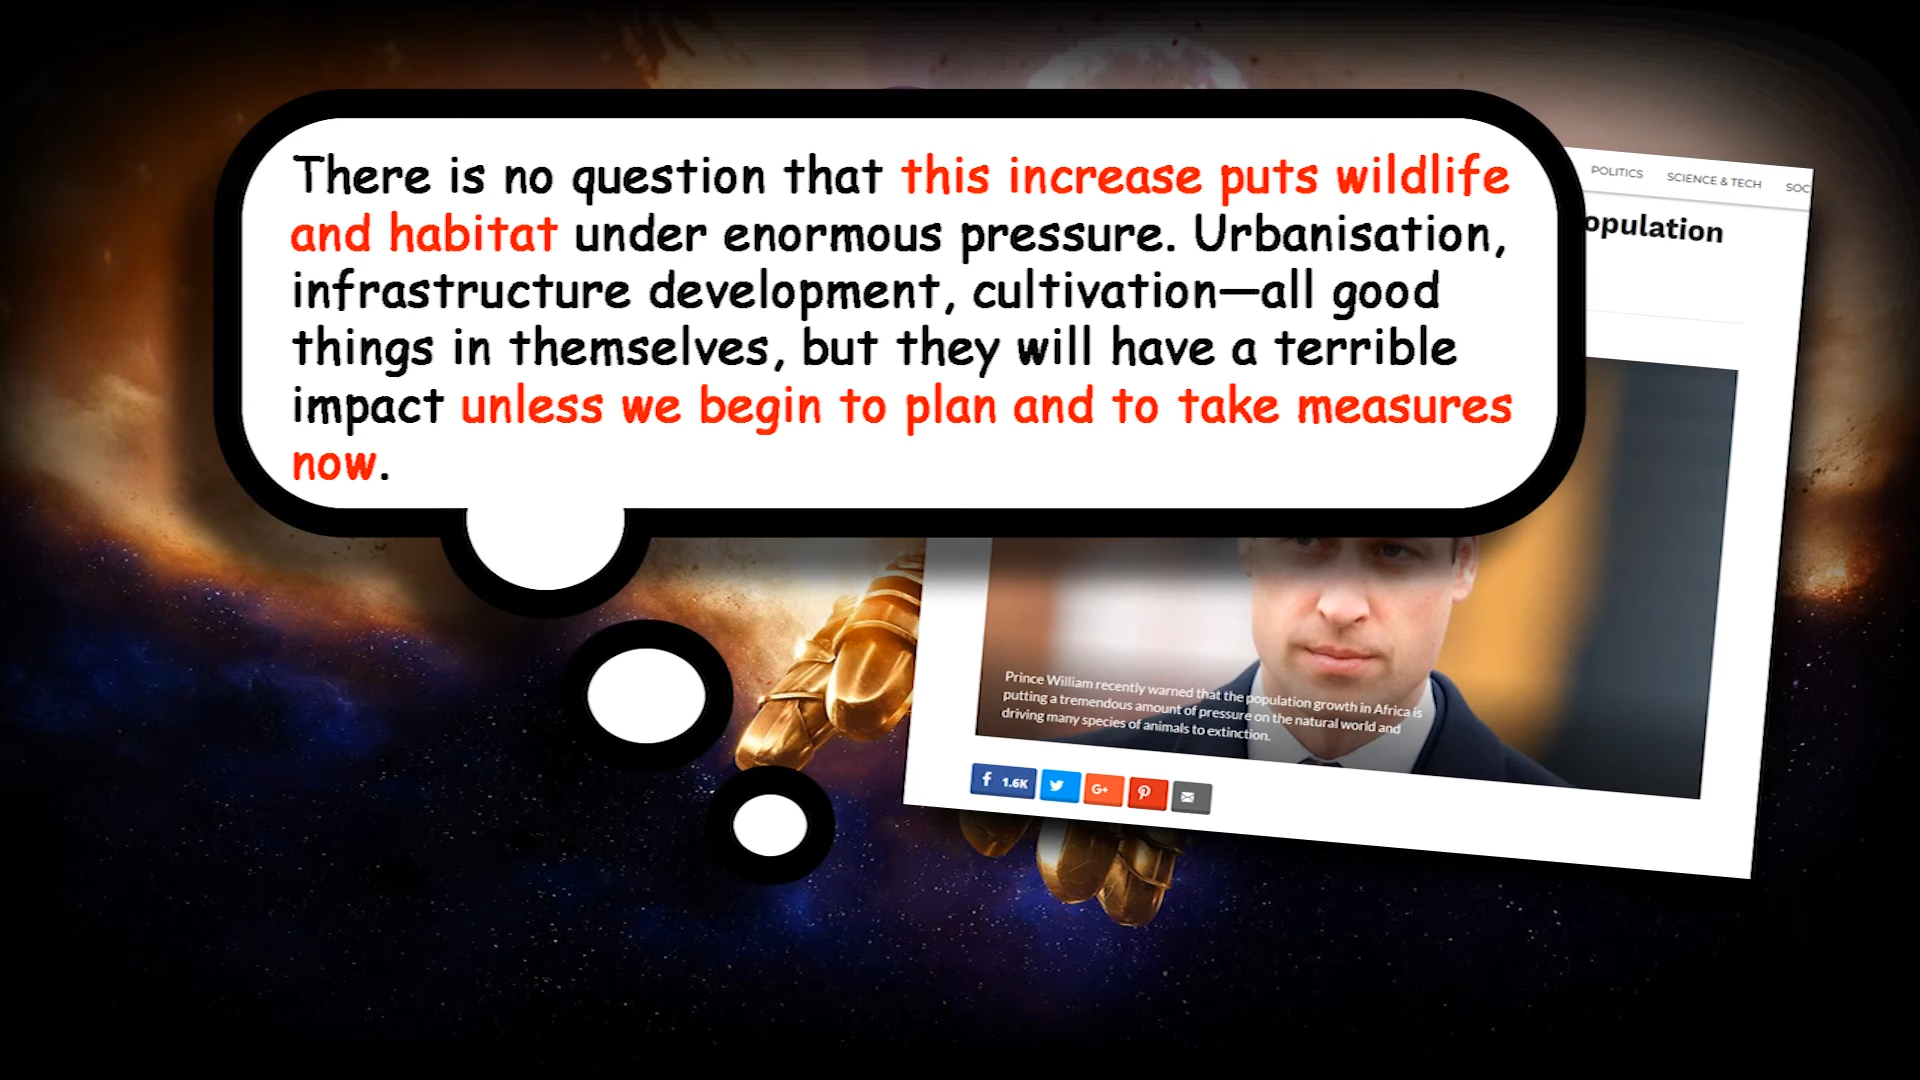 There is no question that this increase puts wildlife
and habitat under enormous pressure. Urbanisation,
infrastructure development, cultivation—all good
things in themselves, but they will have a terrible
impact unless we begin to plan and to take measures
now.
POLITICS SCIENCE & TECH SOC
opulation
Prince William recently warned that the population growth in Africa is
putting a tremendous amount of pressure on the natural world and
driving many species of animals to extinction.
1.6K
G+